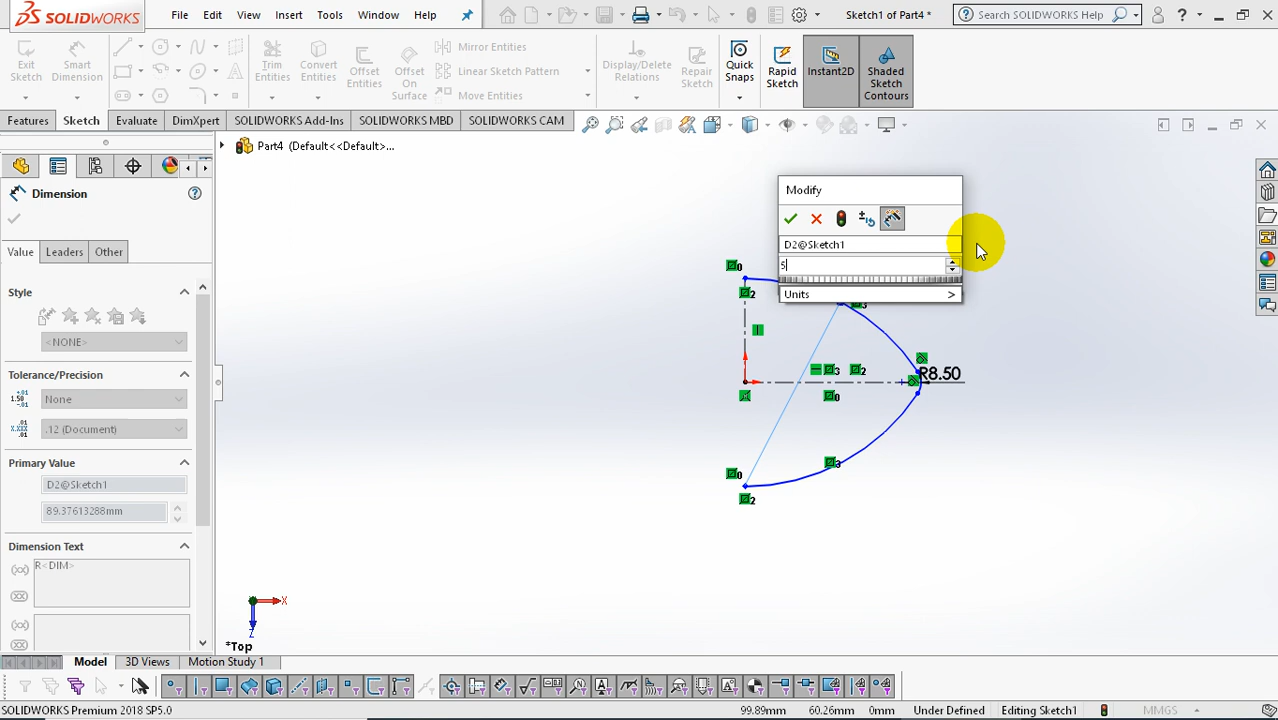 SOLIDWORKS
File Edit View Insert Tools Window Help
Sketch1 of Part4 *
Search SOLIDWORKS Help
Exit Sketch
Smart Dimension
Trim Entities
Convert Entities
Offset Entities
Offset On Surface
Mirror Entities
Linear Sketch Pattern
Move Entities
Display/Delete Relations
Repair Sketch
Quick Snaps
Rapid Sketch
Instant2D
Shaded Sketch Contours
Features Sketch Evaluate DimXpert SOLIDWORKS Add-Ins SOLIDWORKS MBD SOLIDWORKS CAM
Part4 (Default<<Default>...
Dimension
Value Leaders Other
Style
<NONE>
Tolerance/Precision
None
.12 (Document)
Primary Value
D2@Sketch1
89.37613288mm
Dimension Text
R<DIM>
Modify
D2@Sketch1
5
Units >
R8.50
X
Z
*Top
Model 3D Views Motion Study 1
SOLIDWORKS Premium 2018 SP5.0
99.89mm 60.26mm 0mm Under Defined Editing Sketch1 MMGS